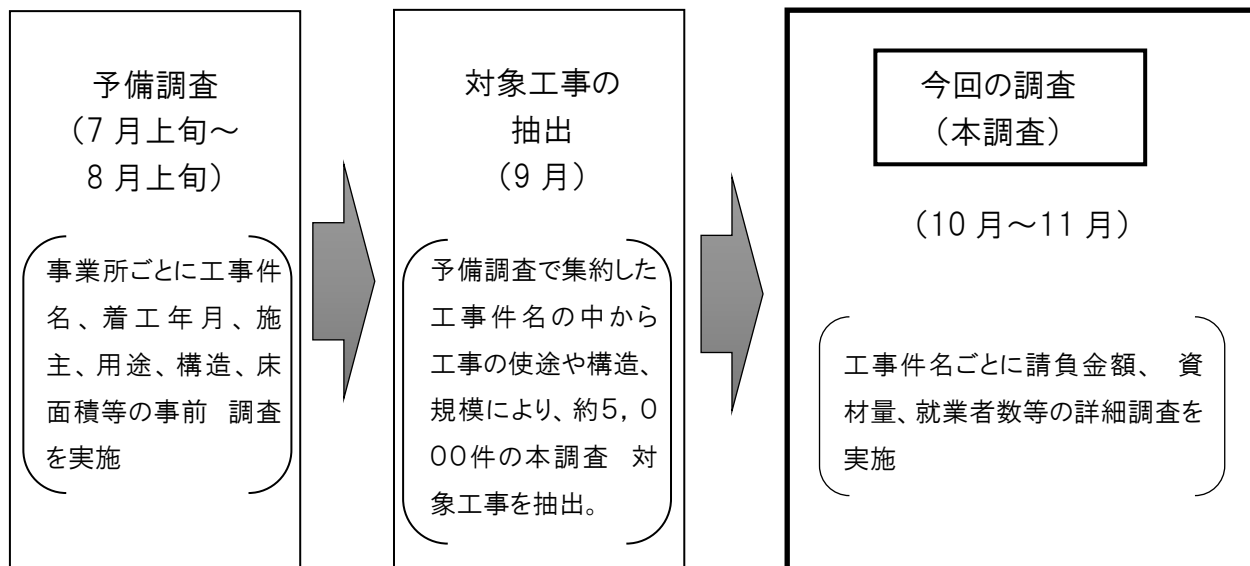 予備調査
（7月上旬～
8月上旬）
事業所ごとに工事件
名、着工年月、施
主、用途、構造、床
面積等の事前　調査
を実施
対象工事の
抽出
（9月）
予備調査で集約した
工事件名の中から
工事の使途や構造、
規模により、約５，０
００件の本調査　対
象工事を抽出。
今回の調査
（本調査）
（10月～11月）
工事件名ごとに請負金額、　資
材量、就業者数等の詳細調査を
実施